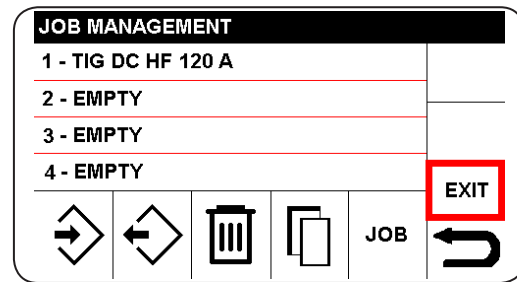 JOB MANAGEMENT
1 - TIG DC HF 120 A
2 - EMPTY
3 - EMPTY
4 - EMPTY
EXIT
JOB